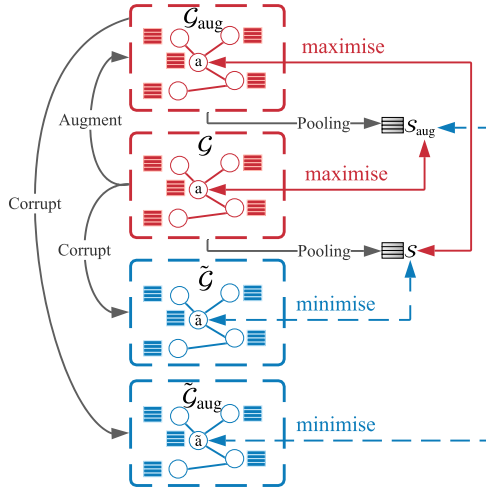 𝒢aug
a
maximise
Augment
Pooling
𝒮aug
𝒢
a
maximise
Corrupt
Corrupt
Pooling
𝒮
𝒢̃
ã
minimise
𝒢̃aug
ã
minimise